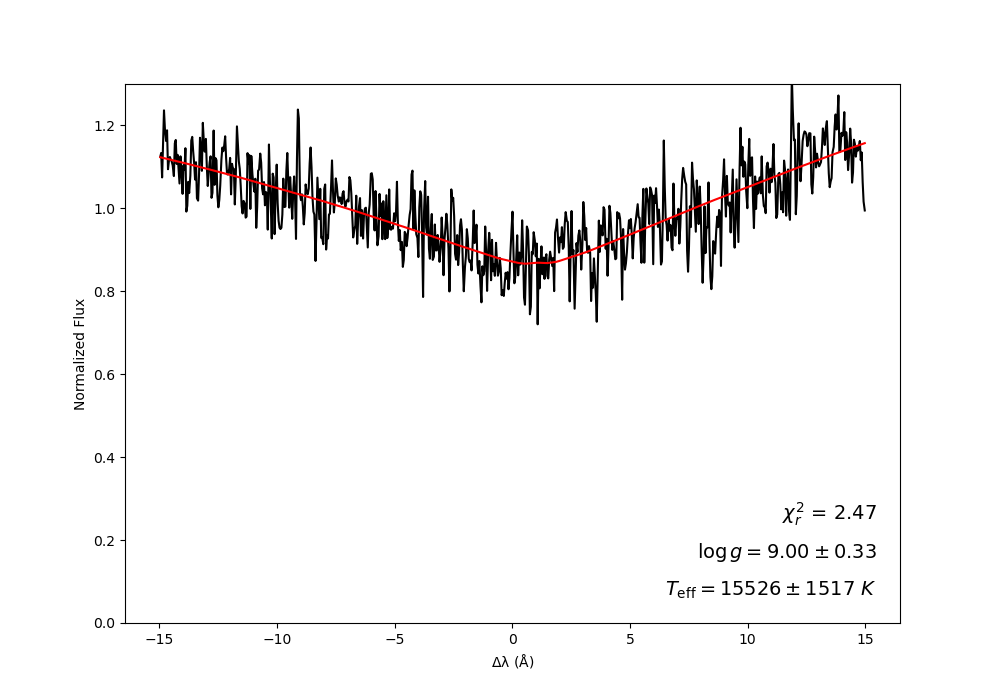 1.2
1.0
0.8
0.6
0.4
0.2
0.0
Normalized Flux
χ²ᵣ = 2.47
log g = 9.00 ± 0.33
T_eff = 15526 ± 1517 K
−15 −10 −5 0 5 10 15
Δλ (Å)